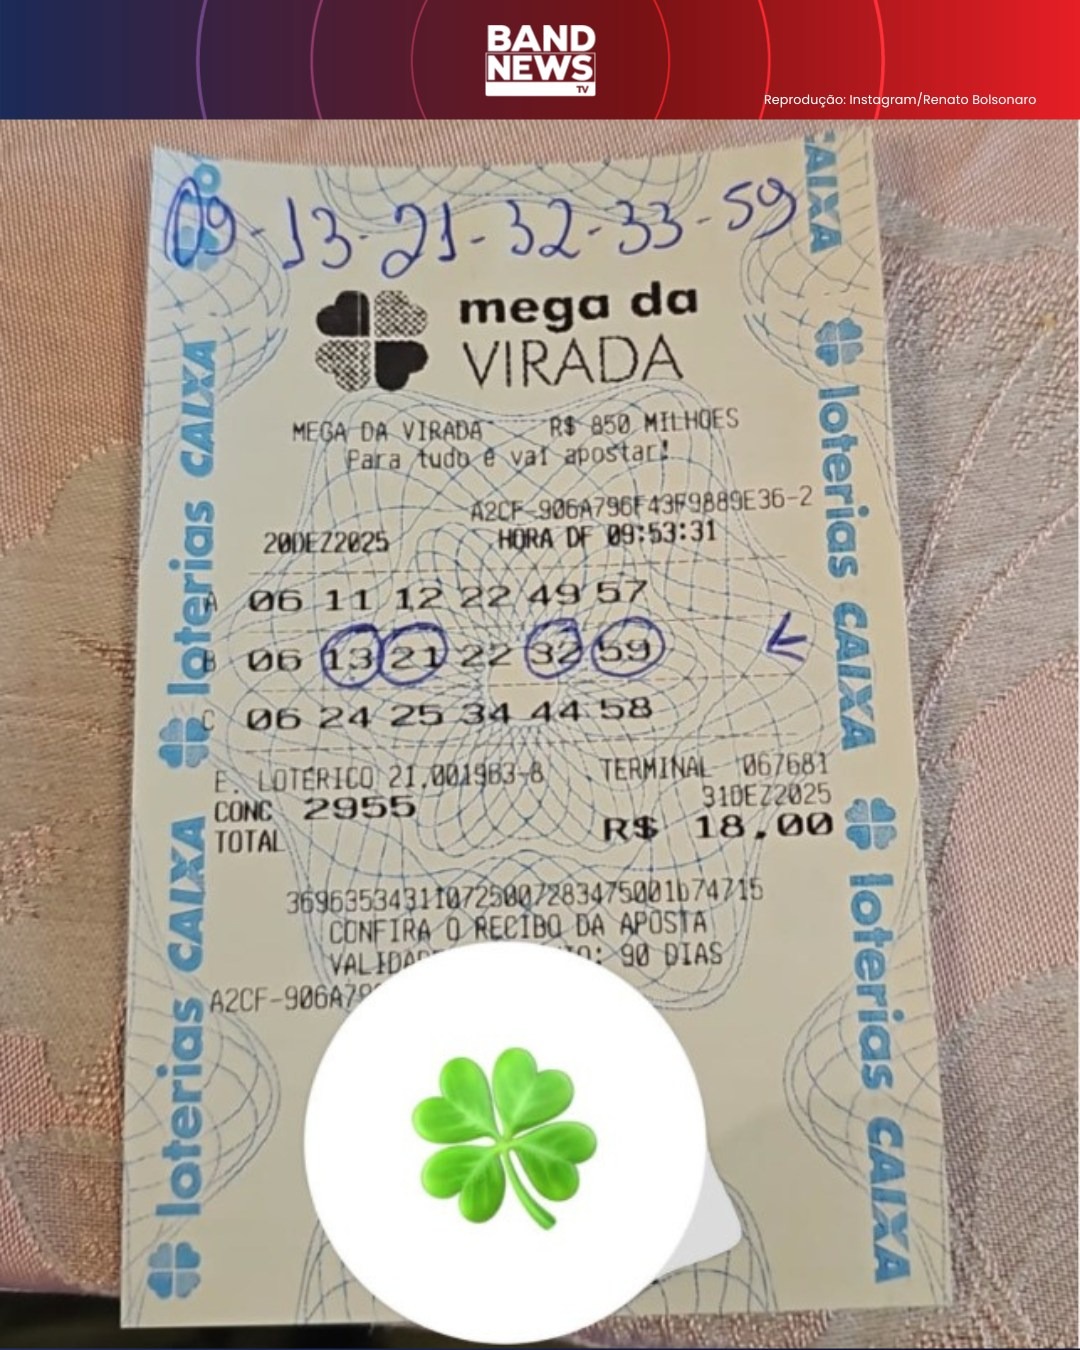 BAND
NEWS
TV
Reprodução: Instagram/Renato Bolsonaro
09-13-21-32-33-59
mega da
VIRADA
MEGA DA VIRADA R$ 850 MILHOES
Para tudo e vai apostar!
A2CF-906A796F43F9889E36-2
20DEZ2025 HORA DF 09:53:31
A 06 11 12 22 49 57
B 06 13 21 22 32 59
C 06 24 25 34 44 58
E. LOTERICO 21.001963-8 TERMINAL 067681
CONC 2955 31DEZ2025
TOTAL R$ 18,00
CONFIRA O RECIBO DA APOSTA
90 DIAS
A2CF-906A79
loterias CAIXA
loterias CAIXA
CAIXA
loterias CAIXA
loterias CAIXA